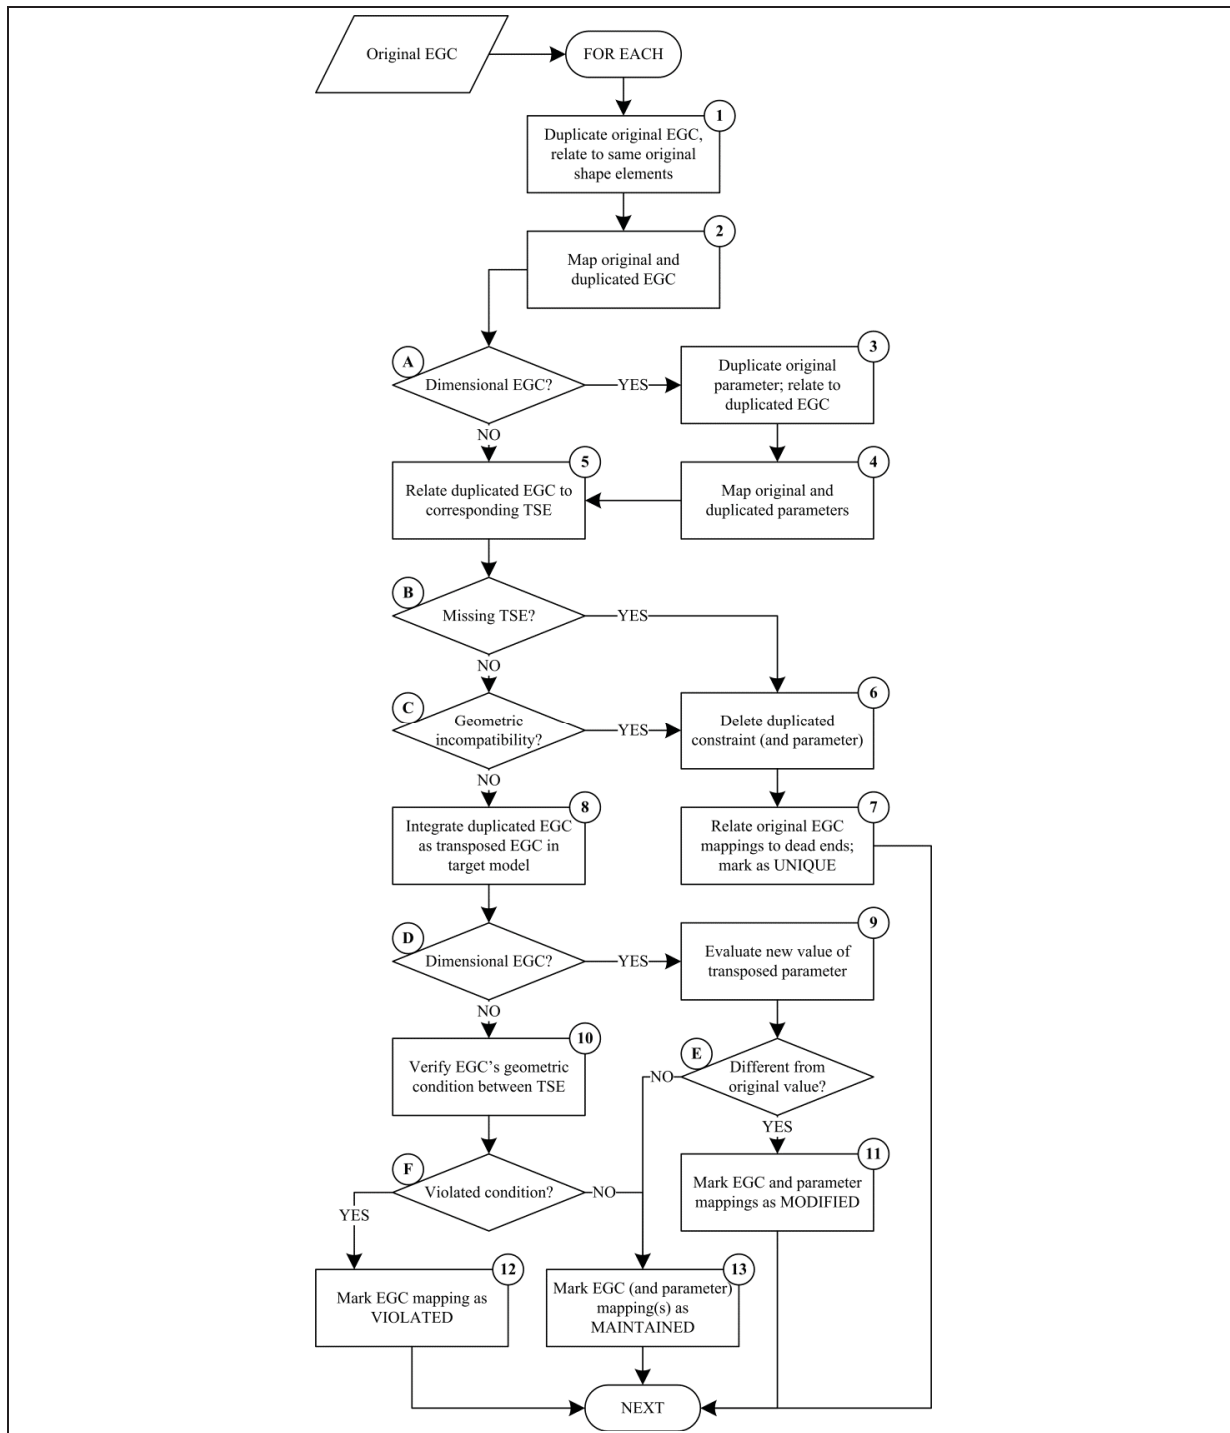 Original EGC
FOR EACH
1
Duplicate original EGC,
relate to same original
shape elements
2
Map original and
duplicated EGC
A
Dimensional EGC?
YES
3
Duplicate original
parameter; relate to
duplicated EGC
NO
5
Relate duplicated EGC to
corresponding TSE
4
Map original and
duplicated parameters
B
Missing TSE?
YES
NO
C
Geometric
incompatibility?
YES
6
Delete duplicated
constraint (and parameter)
NO
8
Integrate duplicated EGC
as transposed EGC in
target model
7
Relate original EGC
mappings to dead ends;
mark as UNIQUE
D
Dimensional EGC?
YES
9
Evaluate new value of
transposed parameter
NO
10
Verify EGC's geometric
condition between TSE
E
Different from
original value?
NO
YES
F
Violated condition?
NO
YES
11
Mark EGC and parameter
mappings as MODIFIED
12
Mark EGC mapping as
VIOLATED
13
Mark EGC (and parameter)
mapping(s) as
MAINTAINED
NEXT